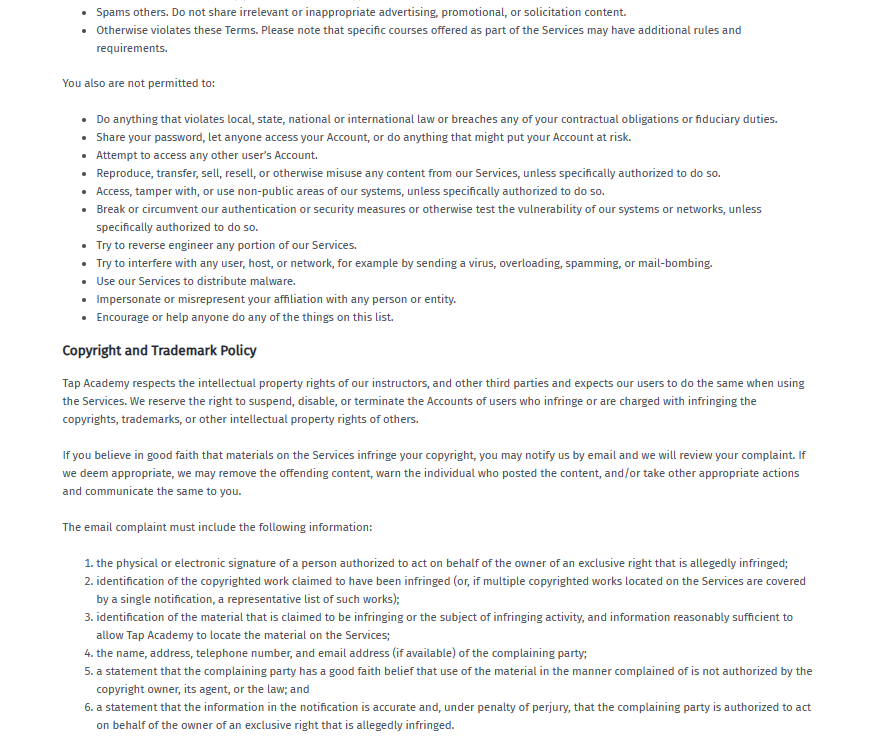 • Spams others. Do not share irrelevant or inappropriate advertising, promotional, or solicitation content.
• Otherwise violates these Terms. Please note that specific courses offered as part of the Services may have additional rules and
requirements.
You also are not permitted to:
• Do anything that violates local, state, national or international law or breaches any of your contractual obligations or fiduciary duties.
• Share your password, let anyone access your Account, or do anything that might put your Account at risk.
• Attempt to access any other user's Account.
• Reproduce, transfer, sell, resell, or otherwise misuse any content from our Services, unless specifically authorized to do so.
• Access, tamper with, or use non-public areas of our systems, unless specifically authorized to do so.
• Break or circumvent our authentication or security measures or otherwise test the vulnerability of our systems or networks, unless
specifically authorized to do so.
• Try to reverse engineer any portion of our Services.
• Try to interfere with any user, host, or network, for example by sending a virus, overloading, spamming, or mail-bombing.
• Use our Services to distribute malware.
• Impersonate or misrepresent your affiliation with any person or entity.
• Encourage or help anyone do any of the things on this list.
Copyright and Trademark Policy
Tap Academy respects the intellectual property rights of our instructors, and other third parties and expects our users to do the same when using
the Services. We reserve the right to suspend, disable, or terminate the Accounts of users who infringe or are charged with infringing the
copyrights, trademarks, or other intellectual property rights of others.
If you believe in good faith that materials on the Services infringe your copyright, you may notify us by email and we will review your complaint. If
we deem appropriate, we may remove the offending content, warn the individual who posted the content, and/or take other appropriate actions
and communicate the same to you.
The email complaint must include the following information:
1. the physical or electronic signature of a person authorized to act on behalf of the owner of an exclusive right that is allegedly infringed;
2. identification of the copyrighted work claimed to have been infringed (or, if multiple copyrighted works located on the Services are covered
by a single notification, a representative list of such works);
3. identification of the material that is claimed to be infringing or the subject of infringing activity, and information reasonably sufficient to
allow Tap Academy to locate the material on the Services;
4. the name, address, telephone number, and email address (if available) of the complaining party;
5. a statement that the complaining party has a good faith belief that use of the material in the manner complained of is not authorized by the
copyright owner, its agent, or the law; and
6. a statement that the information in the notification is accurate and, under penalty of perjury, that the complaining party is authorized to act
on behalf of the owner of an exclusive right that is allegedly infringed.